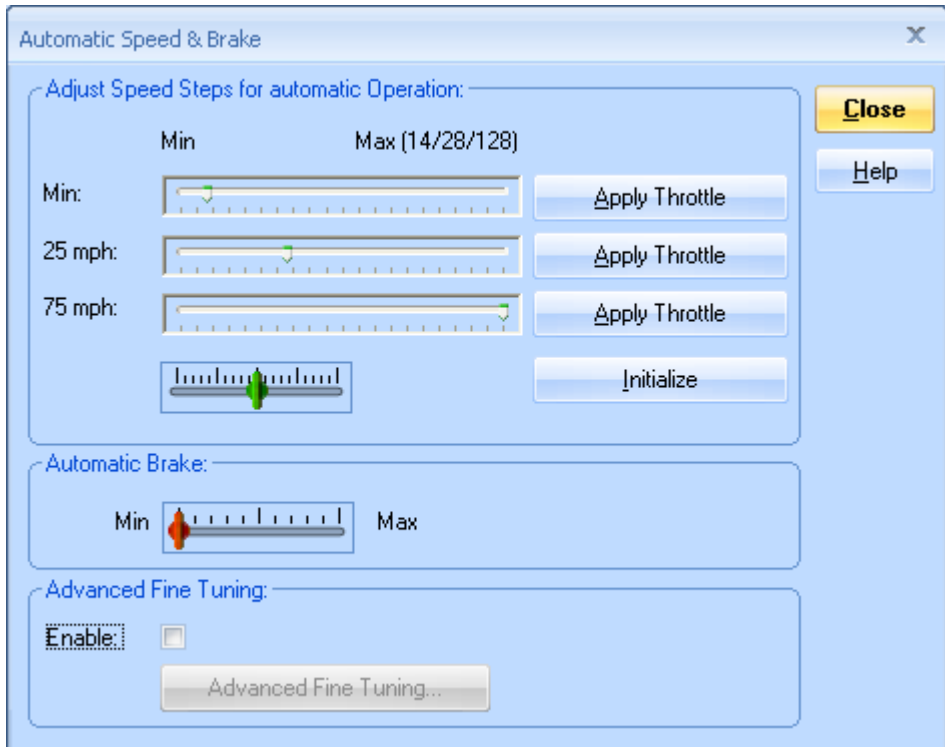 Automatic Speed & Brake
Adjust Speed Steps for automatic Operation:
Close
Min Max (14/28/128)
Help
Min: Apply Throttle
25 mph: Apply Throttle
75 mph: Apply Throttle
Initialize
Automatic Brake:
Min Max
Advanced Fine Tuning:
Enable:
Advanced Fine Tuning...